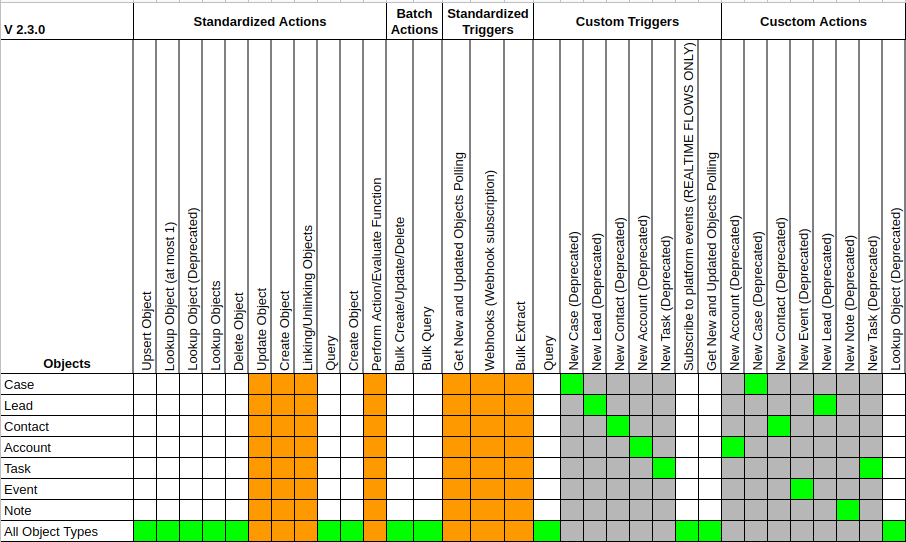 V 2.3.0
Standardized Actions
Batch
Actions
Standardized
Triggers
Custom Triggers
Cusctom Actions
Objects
Upsert Object
Lookup Object (at most 1)
Lookup Object (Deprecated)
Lookup Objects
Delete Object
Update Object
Create Object
Linking/Unlinking Objects
Query
Create Object
Perform Action/Evaluate Function
Bulk Create/Update/Delete
Bulk Query
Get New and Updated Objects Polling
Webhooks (Webhook subscription)
Bulk Extract
Query
New Case (Deprecated)
New Lead (Deprecated)
New Contact (Deprecated)
New Account (Deprecated)
New Task (Deprecated)
Subscribe to platform events (REALTIME FLOWS ONLY)
Get New and Updated Objects Polling
New Account (Deprecated)
New Case (Deprecated)
New Contact (Deprecated)
New Event (Deprecated)
New Lead (Deprecated)
New Note (Deprecated)
New Task (Deprecated)
Lookup Object (Deprecated)
Case
Lead
Contact
Account
Task
Event
Note
All Object Types